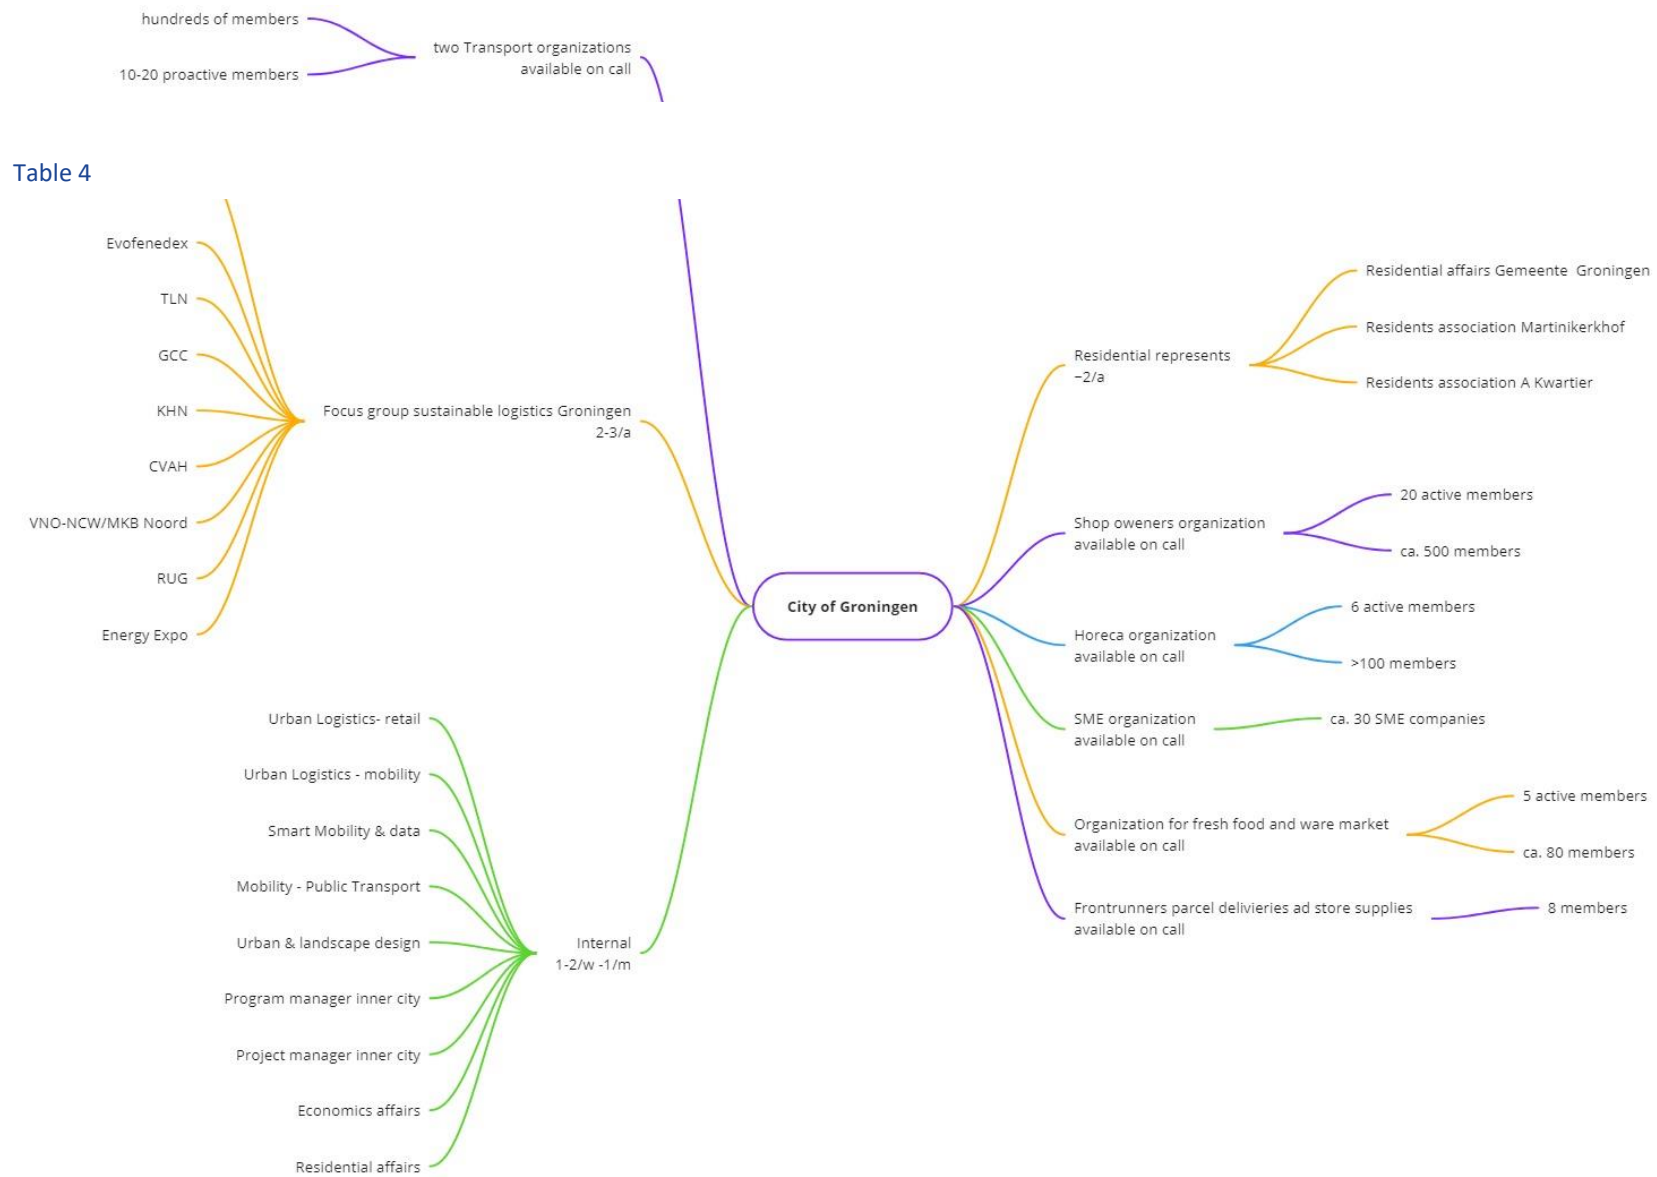 hundreds of members
10-20 proactive members
two Transport organizations
available on call
Table 4
Evofenedex
TLN
GCC
KHN
CVAH
VNO-NCW/MKB Noord
RUG
Energy Expo
Focus group sustainable logistics Groningen
2-3/a
Urban Logistics- retail
Urban Logistics - mobility
Smart Mobility & data
Mobility - Public Transport
Urban & landscape design
Program manager inner city
Project manager inner city
Economics affairs
Residential affairs
Internal
1-2/w -1/m
City of Groningen
Residential represents
~2/a
Residential affairs Gemeente  Groningen
Residents association Martinikerkhof
Residents association A Kwartier
Shop oweners organization
available on call
20 active members
ca. 500 members
Horeca organization
available on call
6 active members
>100 members
SME organization
available on call
ca. 30 SME companies
Organization for fresh food and ware market
available on call
5 active members
ca. 80 members
Frontrunners parcel delivieries ad store supplies
available on call
8 members